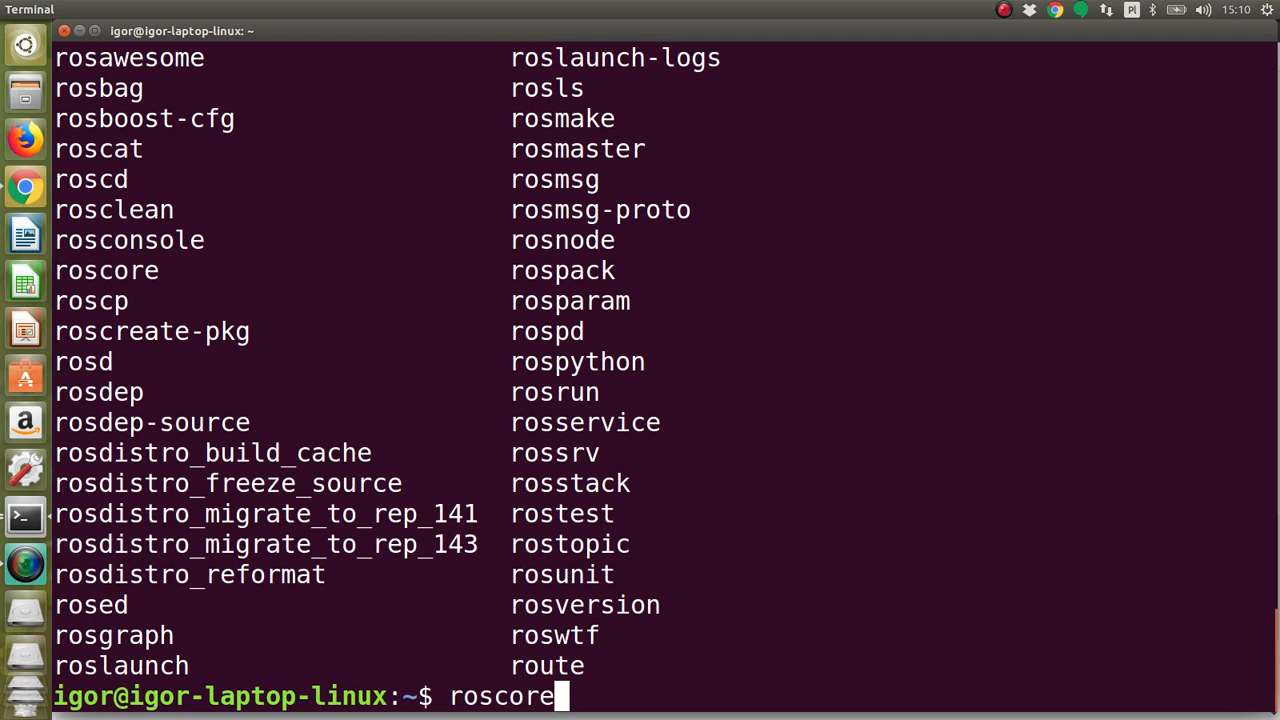 Terminal
Pl
15:10
igor@igor-laptop-linux: ~
rosawesome roslaunch-logs
rosbag rosls
rosboost-cfg rosmake
roscat rosmaster
roscd rosmsg
rosclean rosmsg-proto
rosconsole rosnode
roscore rospack
roscp rosparam
roscreate-pkg rospd
rosd rospython
rosdep rosrun
rosdep-source rosservice
rosdistro_build_cache rossrv
rosdistro_freeze_source rosstack
rosdistro_migrate_to_rep_141 rostest
rosdistro_migrate_to_rep_143 rostopic
rosdistro_reformat rosunit
rosed rosversion
rosgraph roswtf
roslaunch route
igor@igor-laptop-linux:~$ roscore